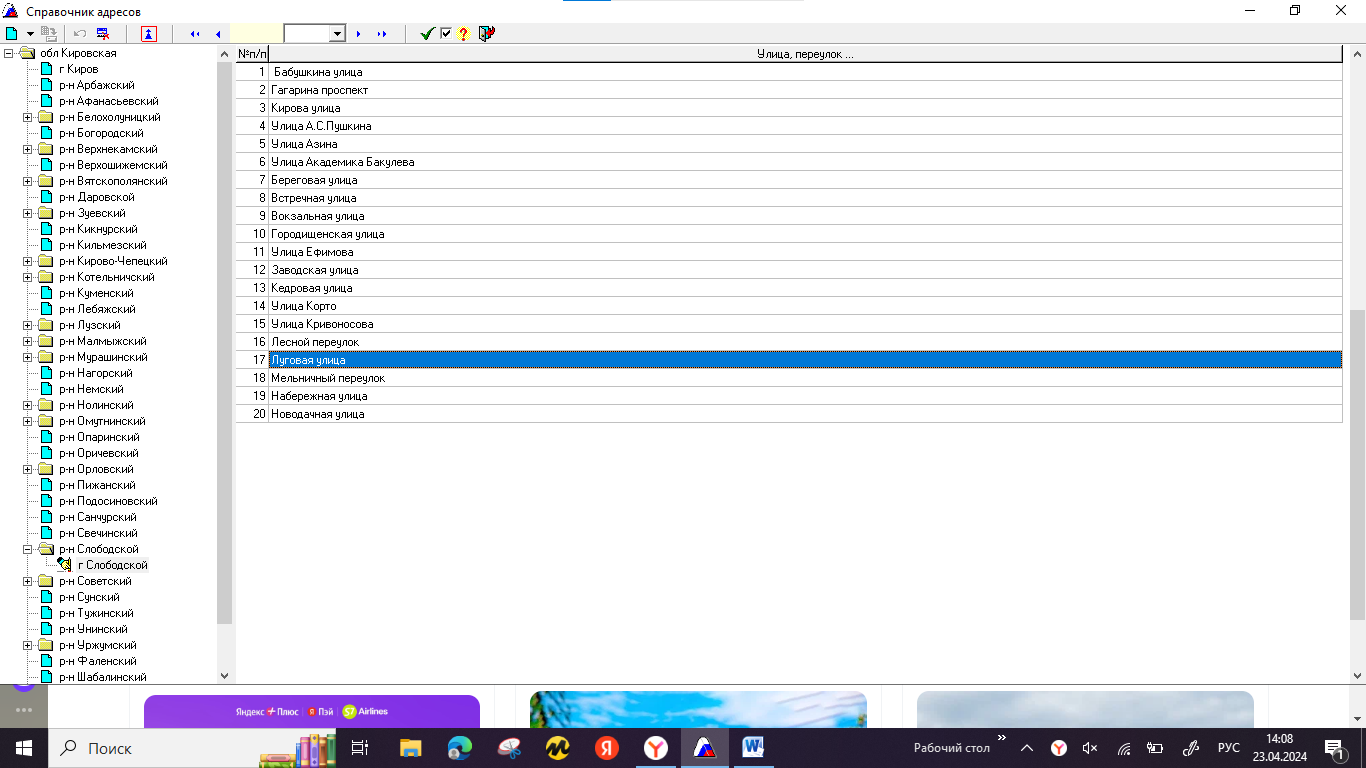 Справочник адресов
обл Кировская
г Киров
р-н Арбажский
р-н Афанасьевский
р-н Белохолуницкий
р-н Богородский
р-н Верхнекамский
р-н Верхошижемский
р-н Вятскополянский
р-н Даровской
р-н Зуевский
р-н Кикнурский
р-н Кильмезский
р-н Кирово-Чепецкий
р-н Котельничский
р-н Куменский
р-н Лебяжский
р-н Лузский
р-н Малмыжский
р-н Мурашинский
р-н Нагорский
р-н Немский
р-н Нолинский
р-н Омутнинский
р-н Опаринский
р-н Оричевский
р-н Орловский
р-н Пижанский
р-н Подосиновский
р-н Санчурский
р-н Свечинский
р-н Слободской
г Слободской
р-н Советский
р-н Сунский
р-н Тужинский
р-н Унинский
р-н Уржумский
р-н Фаленский
р-н Шабалинский
№п/п Улица, переулок ...
1 Бабушкина улица
2 Гагарина проспект
3 Кирова улица
4 Улица А.С.Пушкина
5 Улица Азина
6 Улица Академика Бакулева
7 Береговая улица
8 Встречная улица
9 Вокзальная улица
10 Городищенская улица
11 Улица Ефимова
12 Заводская улица
13 Кедровая улица
14 Улица Корто
15 Улица Кривоносова
16 Лесной переулок
17 Луговая улица
18 Мельничный переулок
19 Набережная улица
20 Новодачная улица
Яндекс Плюс Я Пэй S7 Airlines
Поиск
Рабочий стол
РУС
14:08
23.04.2024
1